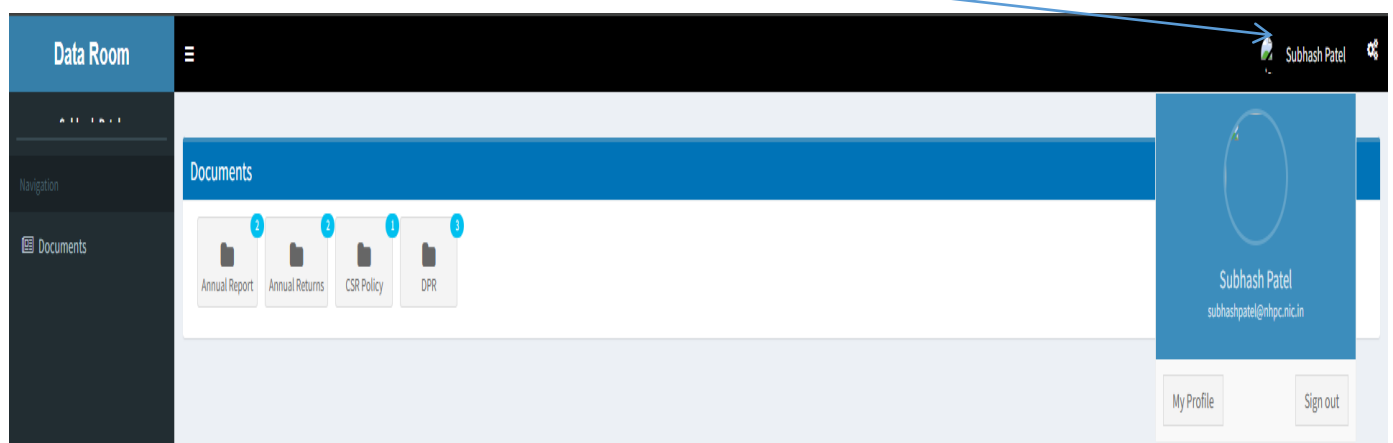 Data Room
Subhash Patel
Navigation
Documents
Documents
2
2
1
3
Annual Report
Annual Returns
CSR Policy
DPR
Subhash Patel
subhashpatel@nhpc.nic.in
My Profile
Sign out